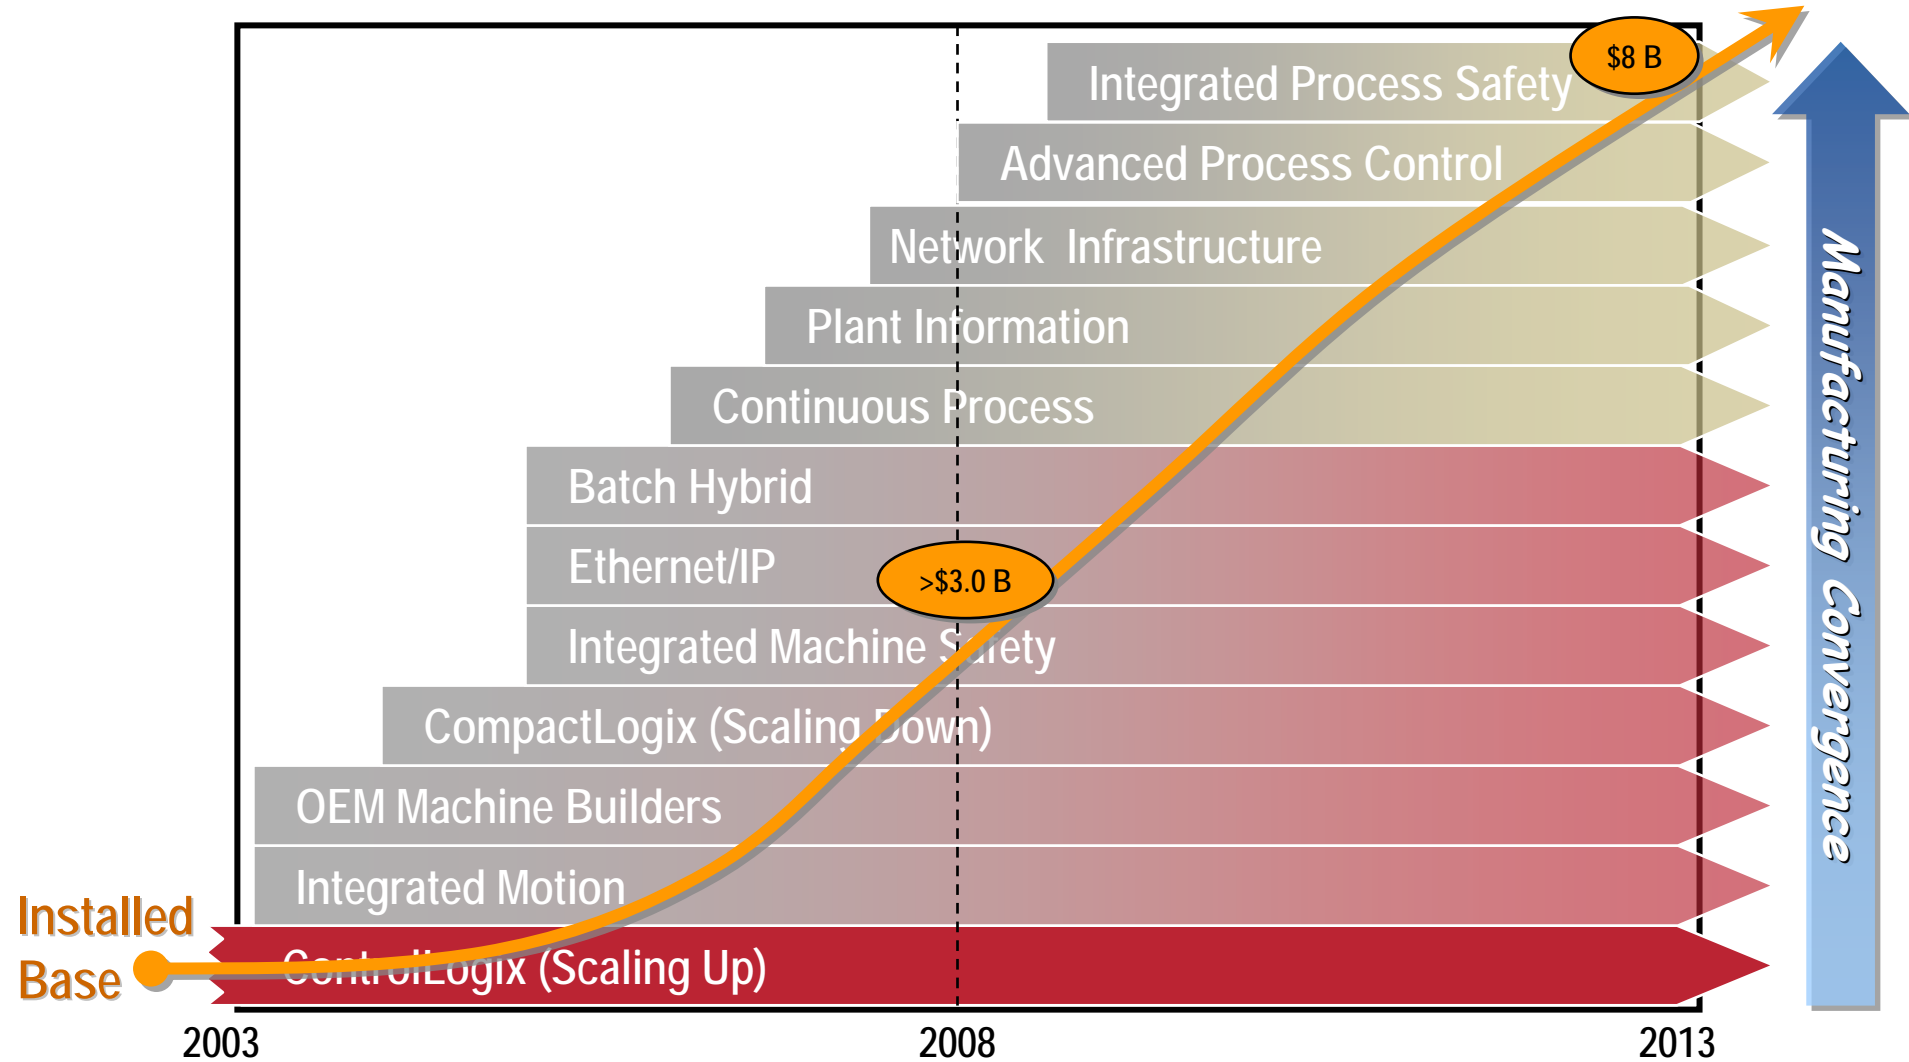 $8 B
Integrated Process Safety
Advanced Process Control
Network Infrastructure
Plant Information
Continuous Process
Batch Hybrid
Ethernet/IP
>$3.0 B
Integrated Machine Safety
CompactLogix (Scaling Down)
OEM Machine Builders
Integrated Motion
Installed
Base
ControlLogix (Scaling Up)
2003
2008
2013
Manufacturing Convergence